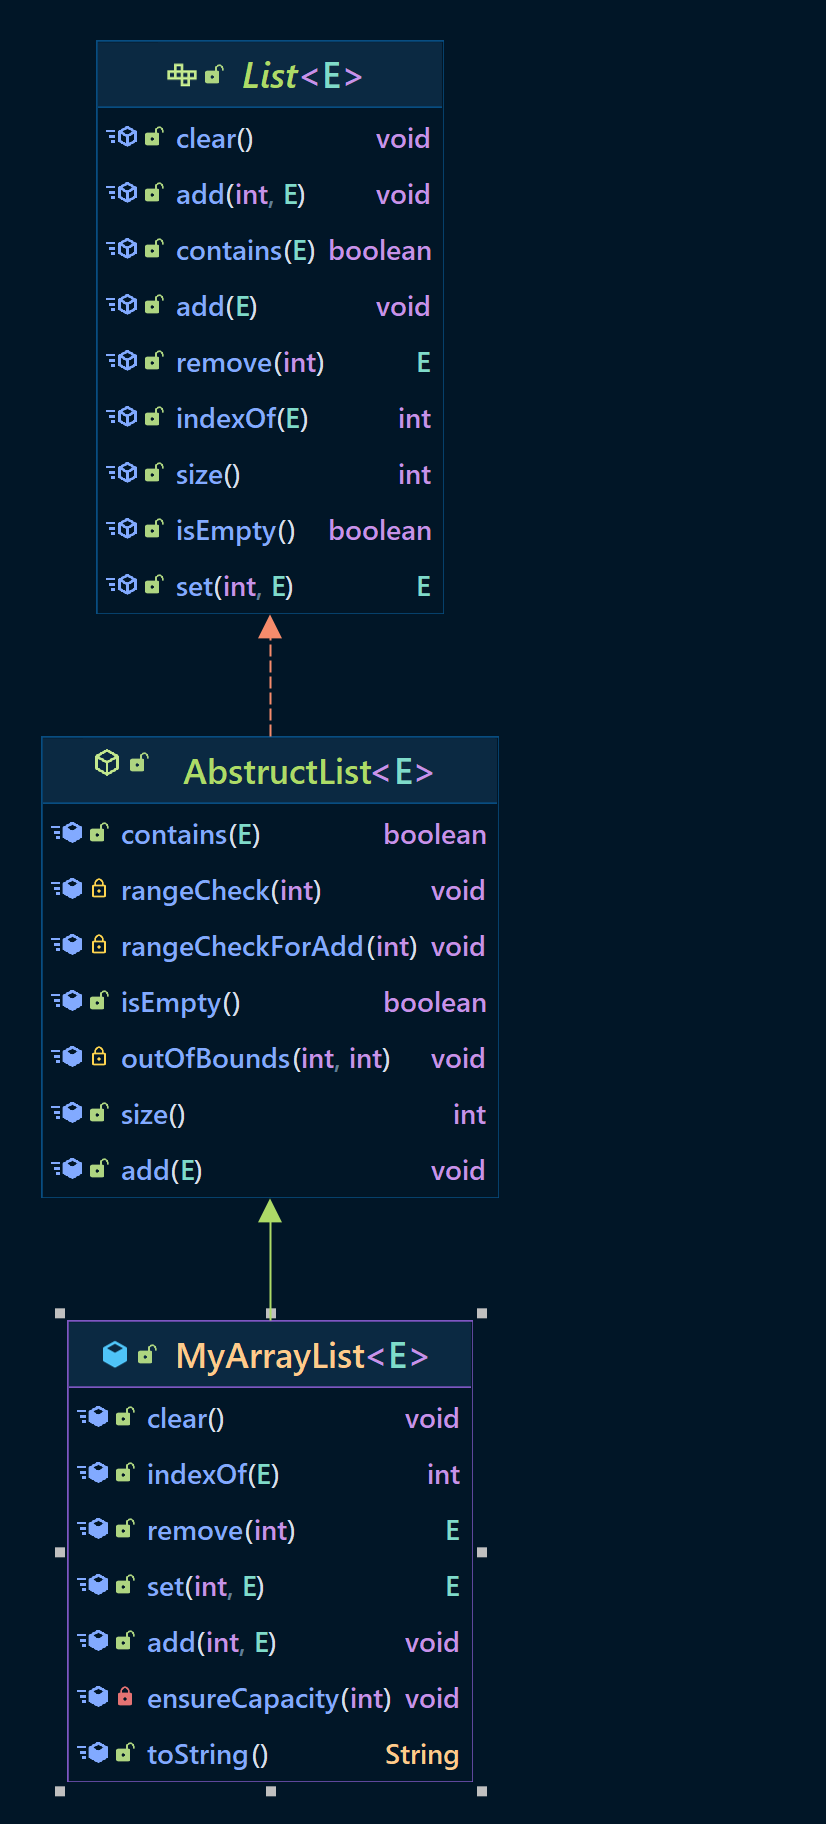 List<E>
clear() void
add(int, E) void
contains(E) boolean
add(E) void
remove(int) E
indexOf(E) int
size() int
isEmpty() boolean
set(int, E) E
AbstructList<E>
contains(E) boolean
rangeCheck(int) void
rangeCheckForAdd(int) void
isEmpty() boolean
outOfBounds(int, int) void
size() int
add(E) void
MyArrayList<E>
clear() void
indexOf(E) int
remove(int) E
set(int, E) E
add(int, E) void
ensureCapacity(int) void
toString() String